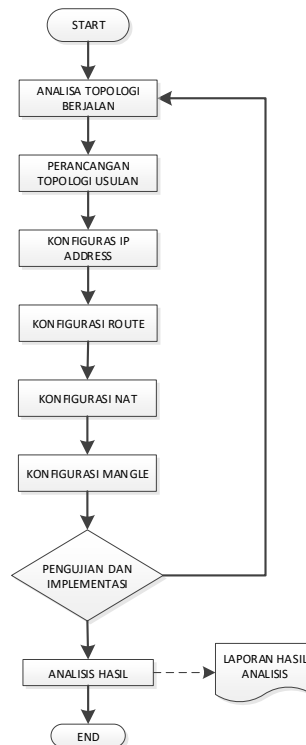 START
ANALISA TOPOLOGI
BERJALAN
PERANCANGAN
TOPOLOGI USULAN
KONFIGURAS IP
ADDRESS
KONFIGURASI ROUTE
KONFIGURASI NAT
KONFIGURASI MANGLE
PENGUJIAN DAN
IMPLEMENTASI
ANALISIS HASIL
LAPORAN HASIL
ANALISIS
END